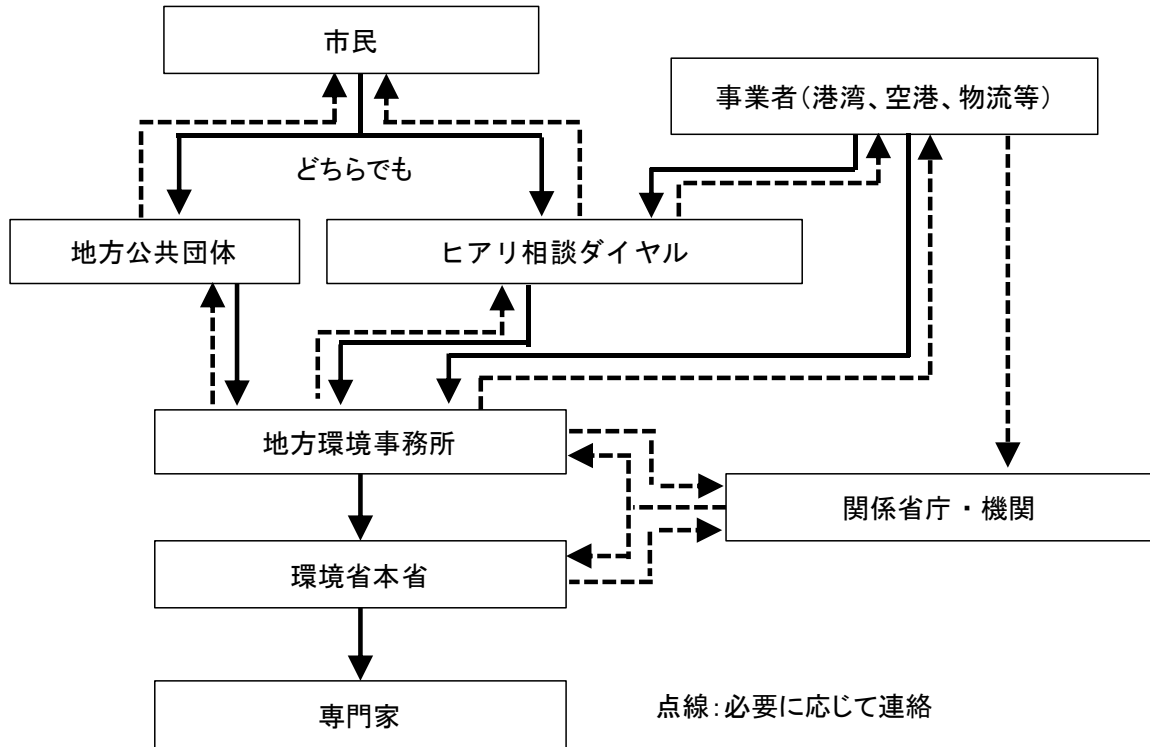 市民
事業者（港湾、空港、物流等）
どちらでも
地方公共団体
ヒアリ相談ダイヤル
地方環境事務所
関係省庁・機関
環境省本省
専門家
点線：必要に応じて連絡